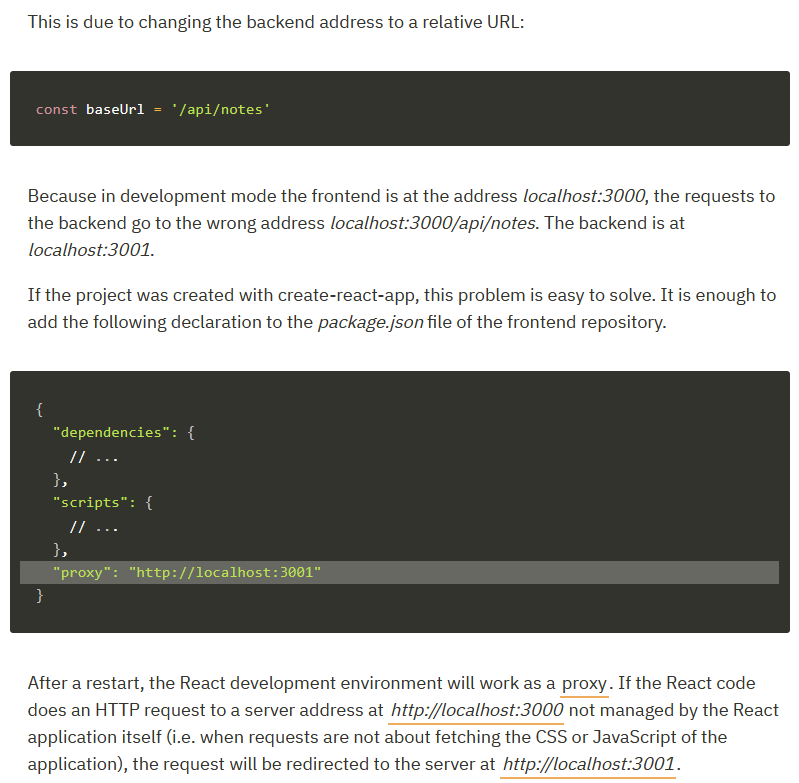 This is due to changing the backend address to a relative URL:
const baseUrl = '/api/notes'
Because in development mode the frontend is at the address localhost:3000, the requests to
the backend go to the wrong address localhost:3000/api/notes. The backend is at
localhost:3001.
If the project was created with create-react-app, this problem is easy to solve. It is enough to
add the following declaration to the package.json file of the frontend repository.
{
  "dependencies": {
    // ...
  },
  "scripts": {
    // ...
  },
  "proxy": "http://localhost:3001"
}
After a restart, the React development environment will work as a proxy. If the React code
does an HTTP request to a server address at http://localhost:3000 not managed by the React
application itself (i.e. when requests are not about fetching the CSS or JavaScript of the
application), the request will be redirected to the server at http://localhost:3001.